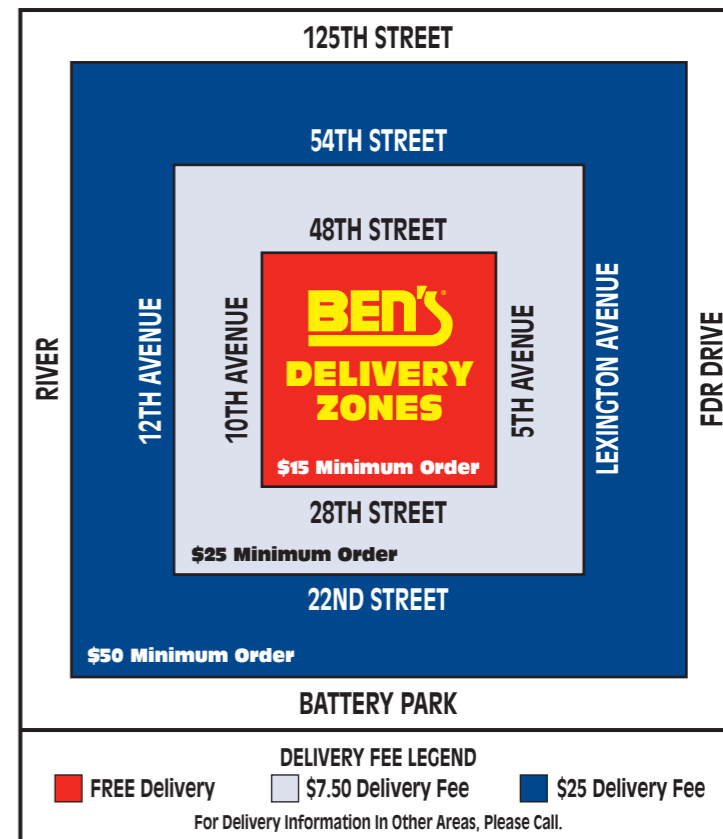 125TH STREET
54TH STREET
48TH STREET
RIVER
12TH AVENUE
10TH AVENUE
BEN'S®
DELIVERY
ZONES
5TH AVENUE
LEXINGTON AVENUE
FDR DRIVE
$15 Minimum Order
28TH STREET
$25 Minimum Order
22ND STREET
$50 Minimum Order
BATTERY PARK
DELIVERY FEE LEGEND
FREE Delivery $7.50 Delivery Fee $25 Delivery Fee
For Delivery Information In Other Areas, Please Call.